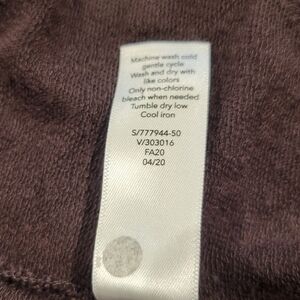 Machine wash cold
gentle cycle
Wash and dry with
like colors
Only non-chlorine
bleach when needed
Tumble dry low
Cool iron
S/777944-50
V/303016
FA20
04/20